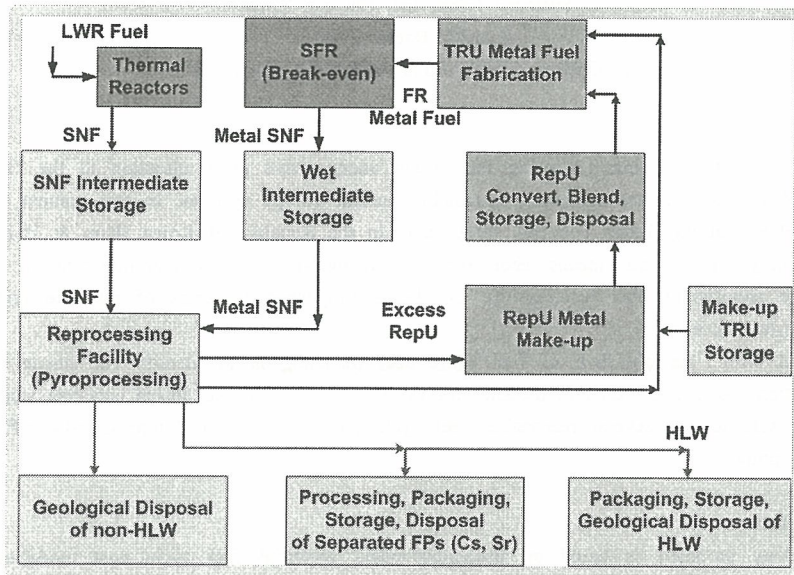 LWR Fuel
Thermal
Reactors
SFR
(Break-even)
TRU Metal Fuel
Fabrication
FR
Metal Fuel
SNF
Metal SNF
SNF Intermediate
Storage
Wet
Intermediate
Storage
RepU
Convert, Blend,
Storage, Disposal
SNF
Metal SNF
Excess
RepU
RepU Metal
Make-up
Make-up
TRU
Storage
Reprocessing
Facility
(Pyroprocessing)
HLW
Geological Disposal
of non-HLW
Processing, Packaging,
Storage, Disposal
of Separated FPs (Cs, Sr)
Packaging, Storage,
Geological Disposal of
HLW